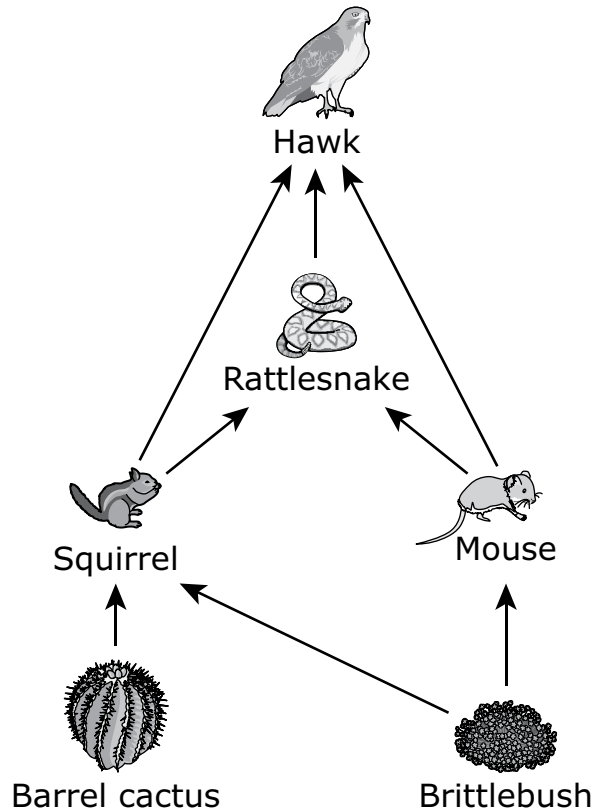 Hawk
Rattlesnake
Squirrel
Mouse
Barrel cactus
Brittlebush